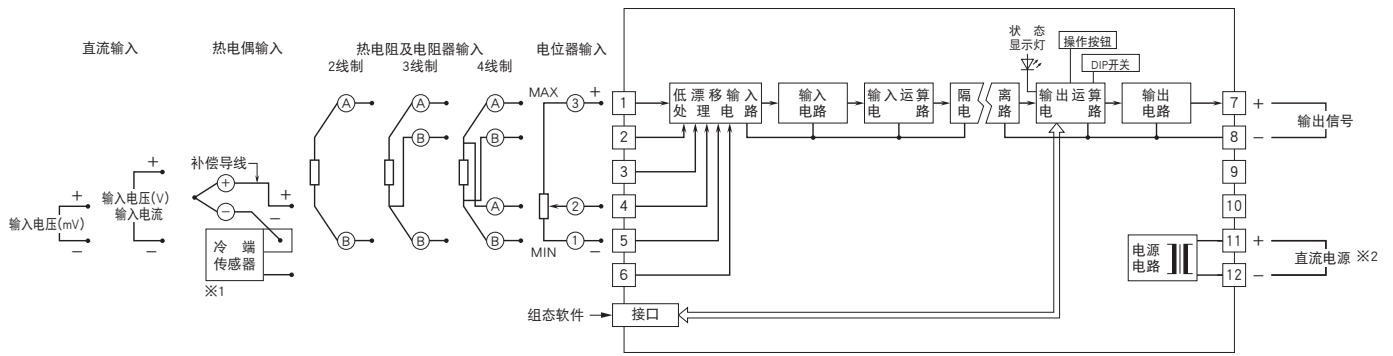 直流输入
热电偶输入
热电阻及电阻器输入
2线制
3线制
4线制
电位器输入
输入电压(mV)
+
−
输入电压(V)
输入电流
+
−
补偿导线
+
−
+
−
冷 端
传感器
※1
A
B
A
B
B
A
B
A
B
MAX
MIN
3
2
1
+
−
1
2
3
4
5
6
低漂移输入
处理电路
输入
电路
输入运算
电 路
隔 离
电 路
状 态
显示灯
操作按钮
DIP开关
输出运算
电 路
输出
电路
7
8
9
10
11
12
+
−
输出信号
电源
电路
+
−
直流电源 ※2
组态软件
接口